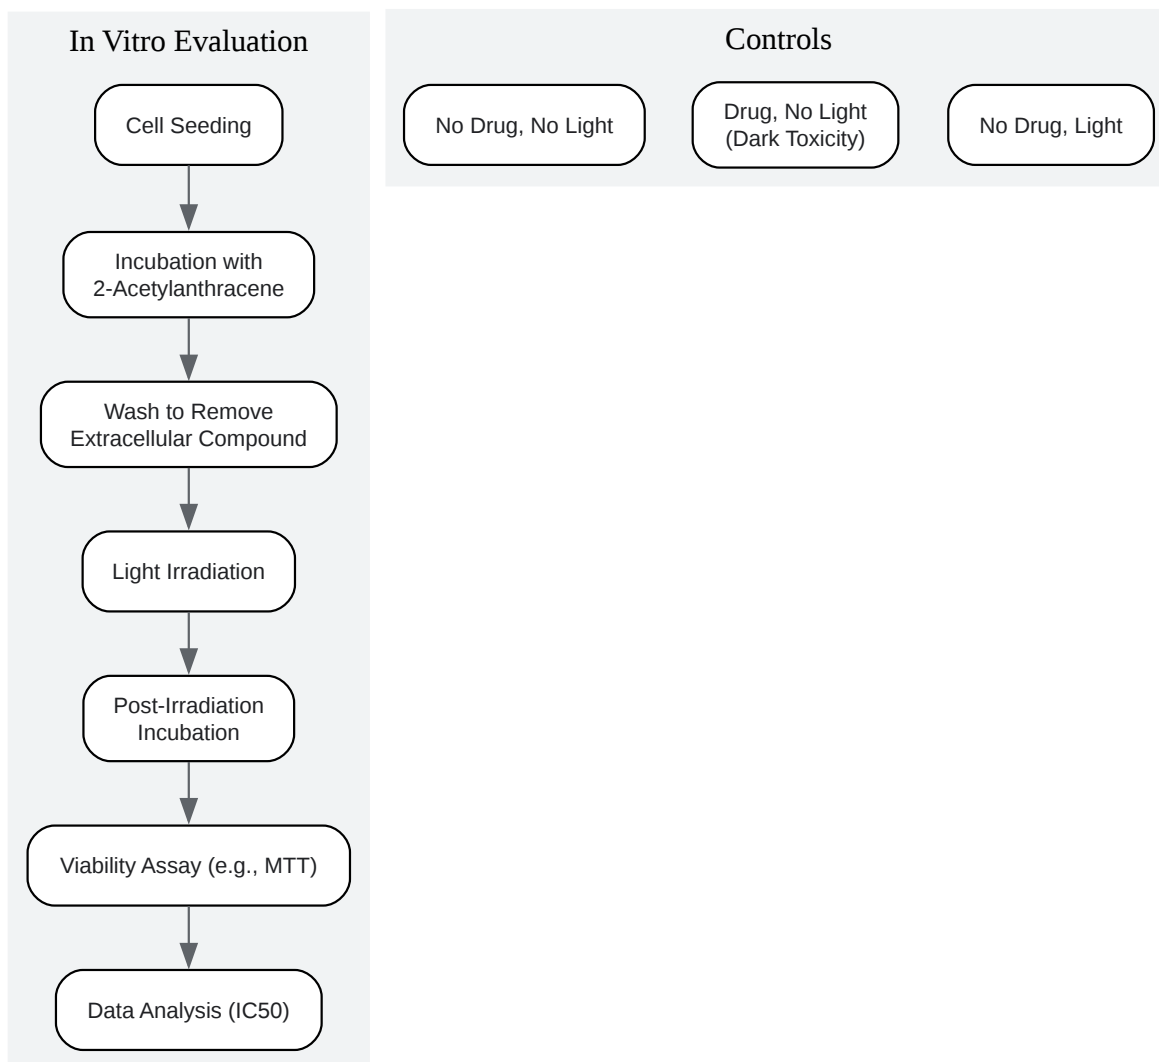 In Vitro Evaluation
Cell Seeding
Incubation with
2-Acetylanthracene
Wash to Remove
Extracellular Compound
Light Irradiation
Post-Irradiation
Incubation
Viability Assay (e.g., MTT)
Data Analysis (IC50)
Controls
No Drug, No Light
Drug, No Light
(Dark Toxicity)
No Drug, Light